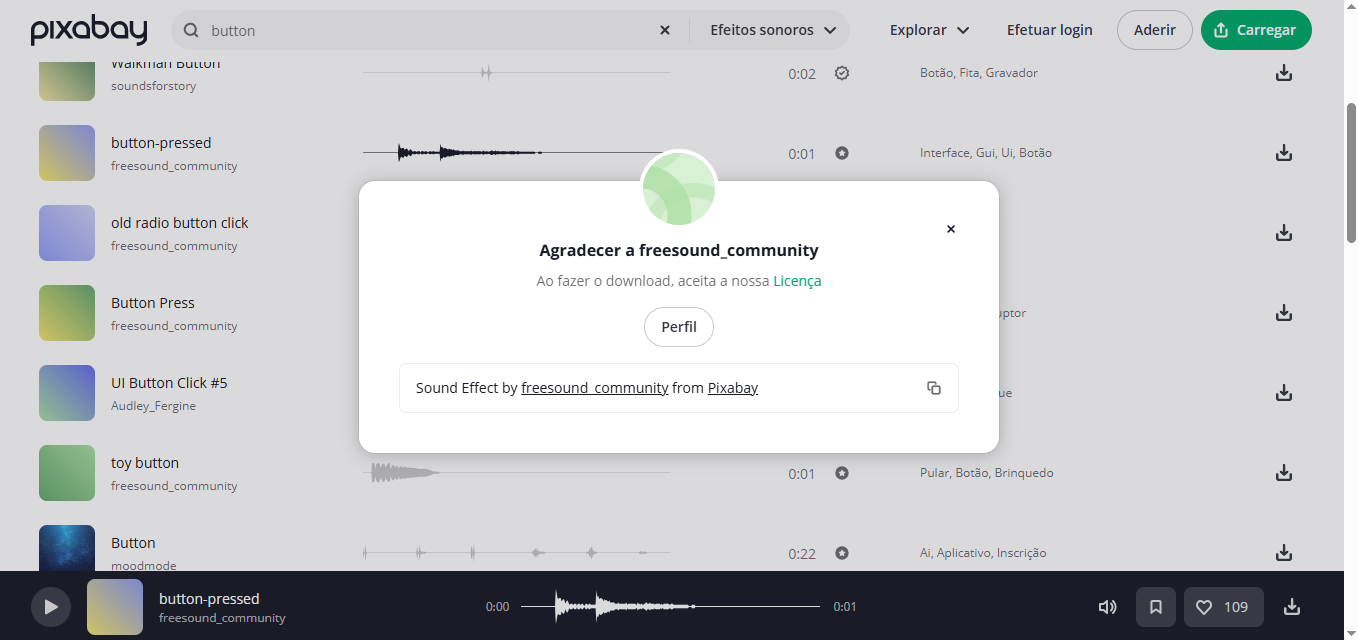 pixabay
button
Efeitos sonoros
Explorar
Efetuar login
Aderir
Carregar
Walkman Button
soundsforstory
0:02
Botão, Fita, Gravador
button-pressed
freesound_community
0:01
Interface, Gui, Ui, Botão
old radio button click
freesound_community
Button Press
freesound_community
UI Button Click #5
Audley_Fergine
Agradecer a freesound_community
Ao fazer o download, aceita a nossa Licença
Perfil
Sound Effect by freesound_community from Pixabay
toy button
freesound_community
0:01
Pular, Botão, Brinquedo
Button
moodmode
0:22
Ai, Aplicativo, Inscrição
button-pressed
freesound_community
0:00
0:01
109